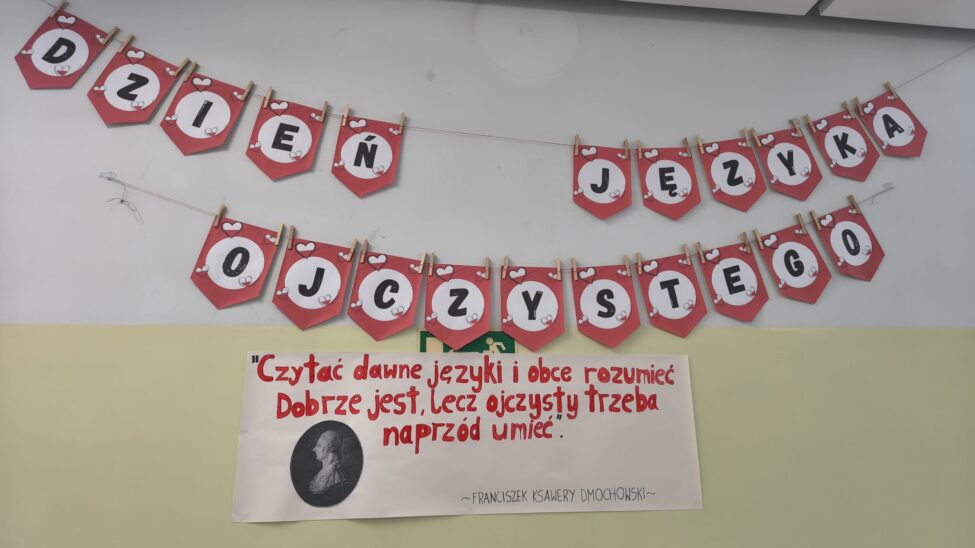 DZIEŃ JĘZYKA
OJCZYSTEGO
"Czytać dawne języki i obce rozumieć
Dobrze jest, lecz ojczysty trzeba
naprzód umieć".
~FRANCISZEK KSAWERY DMOCHOWSKI~